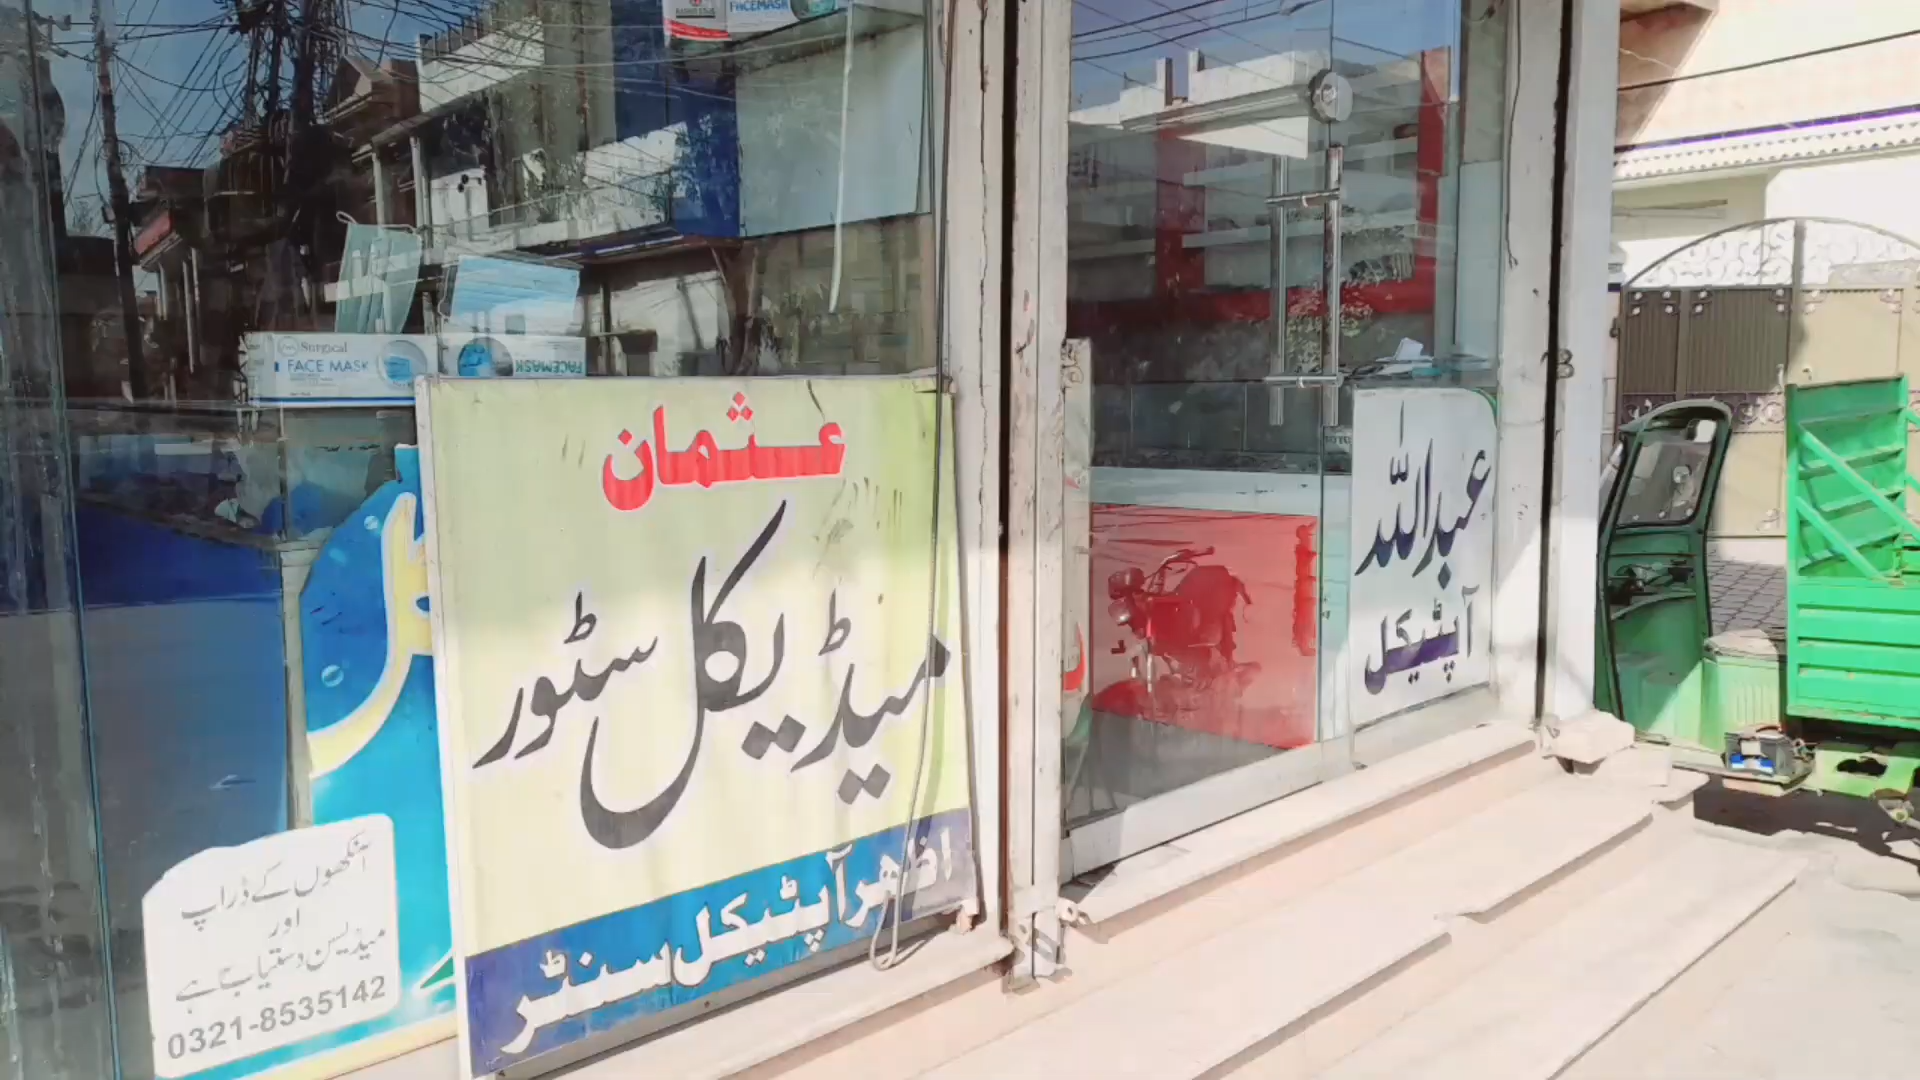 FACEMASK
Surgical
FACE MASK
FACEMASK
عثمان
میڈیکل سٹور
اظہر آپٹیکل سنٹر
آنکھوں کے ڈراپ
اور
میڈیسن دستیاب ہے
0321-8535142
عبداللہ
آپٹیکل